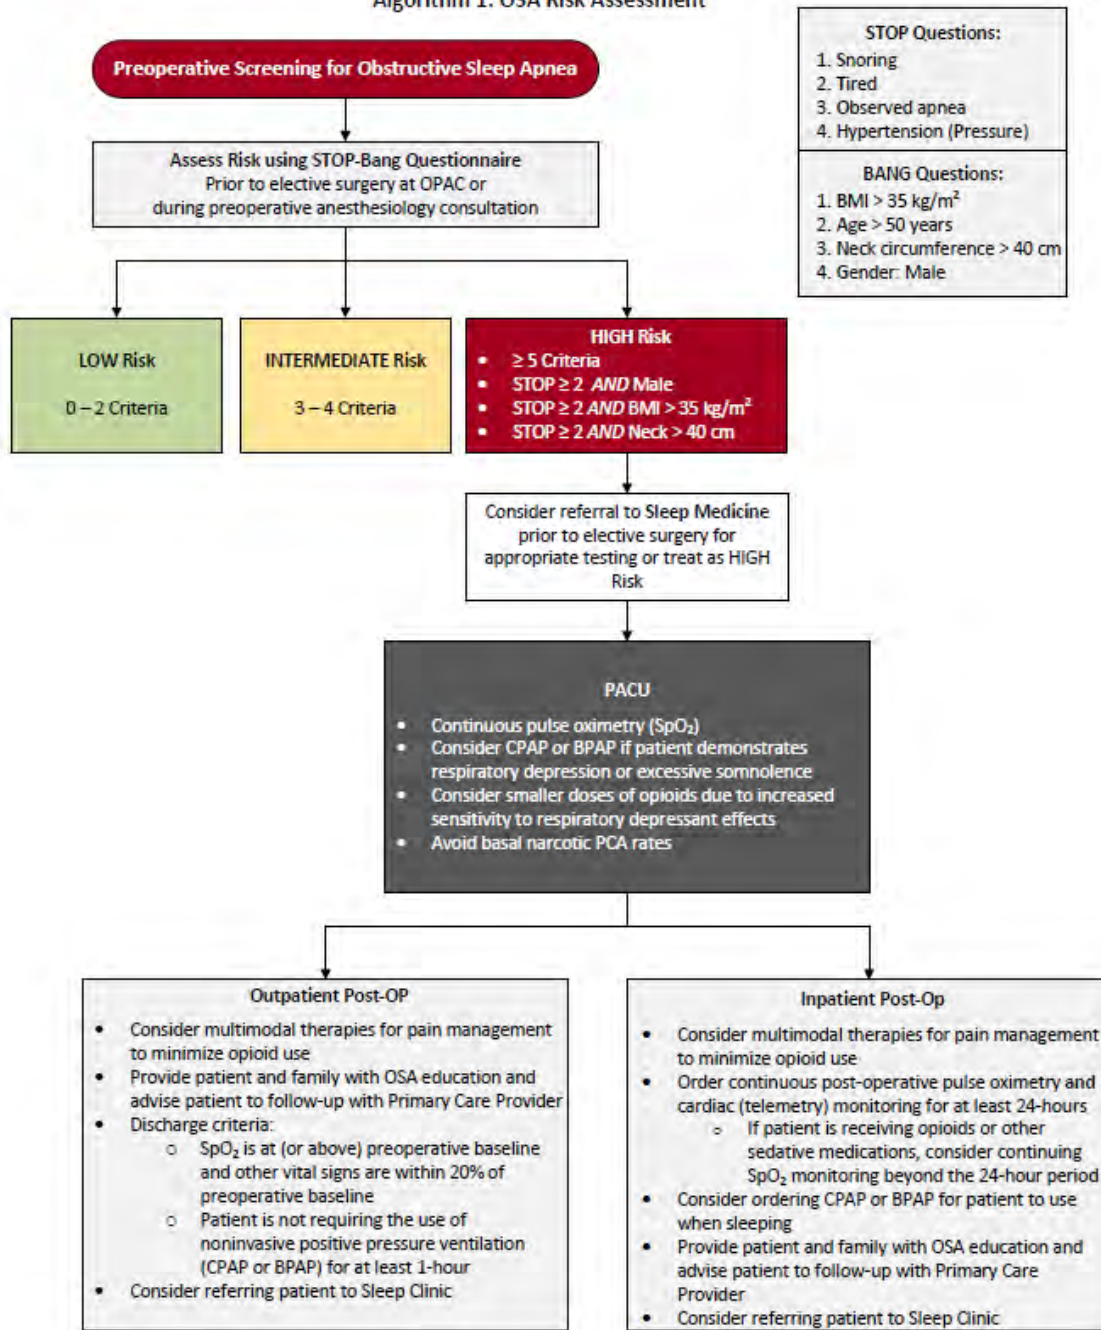 Algorithm 1: OSA Risk Assessment
Preoperative Screening for Obstructive Sleep Apnea
STOP Questions:
1. Snoring
2. Tired
3. Observed apnea
4. Hypertension (Pressure)
BANG Questions:
1. BMI > 35 kg/m²
2. Age > 50 years
3. Neck circumference > 40 cm
4. Gender: Male
Assess Risk using STOP-Bang Questionnaire
Prior to elective surgery at OPAC or
during preoperative anesthesiology consultation
LOW Risk
0 – 2 Criteria
INTERMEDIATE Risk
3 – 4 Criteria
HIGH Risk
• ≥ 5 Criteria
• STOP ≥ 2 AND Male
• STOP ≥ 2 AND BMI > 35 kg/m²
• STOP ≥ 2 AND Neck > 40 cm
Consider referral to Sleep Medicine
prior to elective surgery for
appropriate testing or treat as HIGH
Risk
PACU
• Continuous pulse oximetry (SpO₂)
• Consider CPAP or BPAP if patient demonstrates
respiratory depression or excessive somnolence
• Consider smaller doses of opioids due to increased
sensitivity to respiratory depressant effects
• Avoid basal narcotic PCA rates
Outpatient Post-OP
• Consider multimodal therapies for pain management
to minimize opioid use
• Provide patient and family with OSA education and
advise patient to follow-up with Primary Care Provider
• Discharge criteria:
o SpO₂ is at (or above) preoperative baseline
and other vital signs are within 20% of
preoperative baseline
o Patient is not requiring the use of
noninvasive positive pressure ventilation
(CPAP or BPAP) for at least 1-hour
• Consider referring patient to Sleep Clinic
Inpatient Post-Op
• Consider multimodal therapies for pain management
to minimize opioid use
• Order continuous post-operative pulse oximetry and
cardiac (telemetry) monitoring for at least 24-hours
o If patient is receiving opioids or other
sedative medications, consider continuing
SpO₂ monitoring beyond the 24-hour period
• Consider ordering CPAP or BPAP for patient to use
when sleeping
• Provide patient and family with OSA education and
advise patient to follow-up with Primary Care
Provider
• Consider referring patient to Sleep Clinic